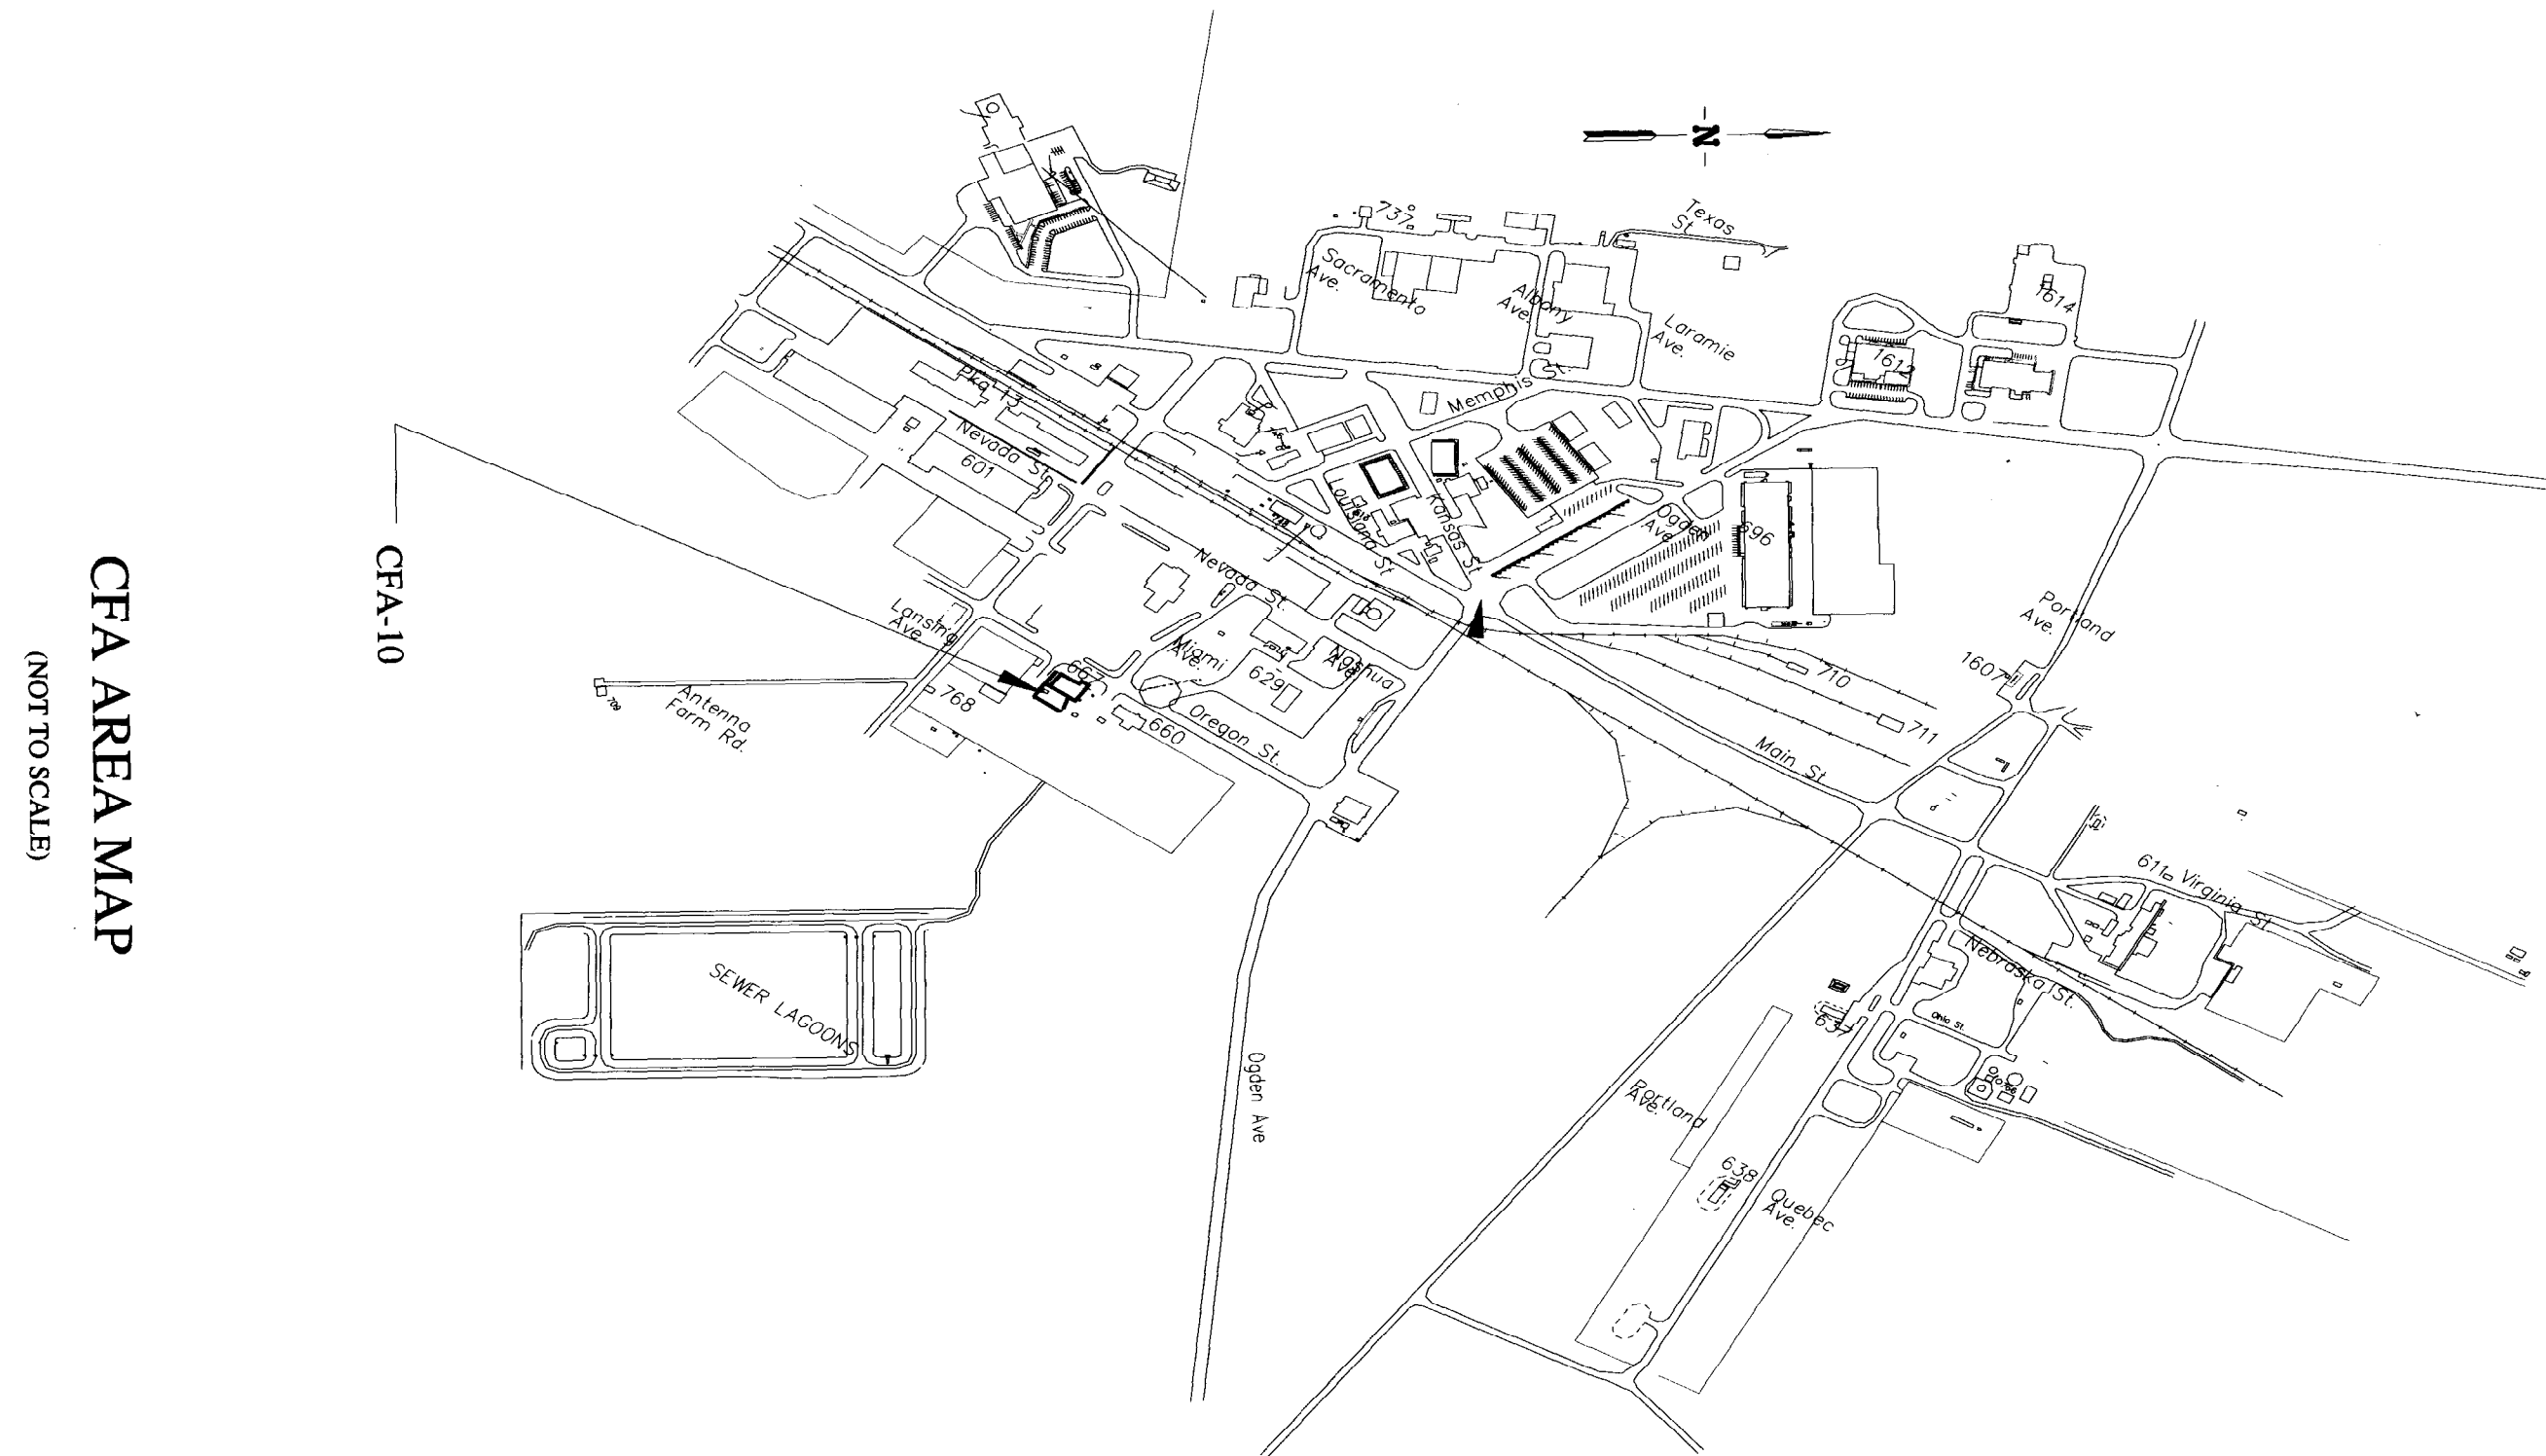 CFA AREA MAP
(NOT TO SCALE)
CFA-10
N
Texas
St
737
Sacramento
Ave.
Albony
Ave.
Laramie
Ave.
1614
1612
Memphis St.
Pkg 13
Nevada St.
601
Louisiana St
Kansas St
Ogden
Ave
696
Portland
Ave.
1607
Nevada St.
Lansing
Ave
Miami
Ave.
Nashua
Ave
629
667
768
660
Oregon St.
Antenna
Farm Rd.
709
710
711
Main St
611
Virginia St
Nebraska St.
Ohio St.
637
SEWER LAGOONS
Ogden Ave
Portland
Ave.
638
Quebec
Ave.